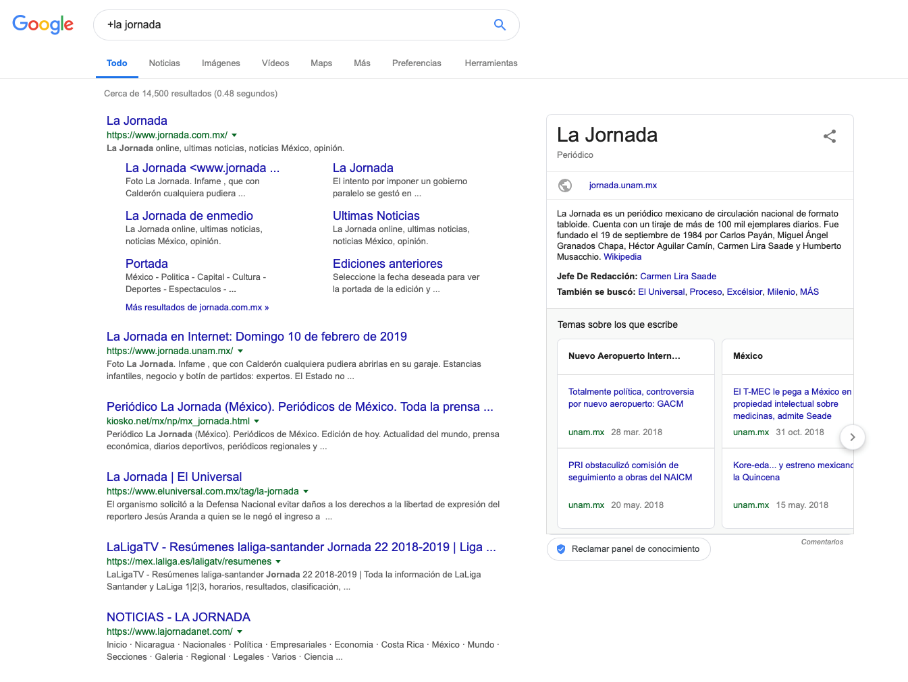 Google
+la jornada
Todo
Noticias
Imágenes
Vídeos
Maps
Más
Preferencias
Herramientas
Cerca de 14,500 resultados (0.48 segundos)
La Jornada
https://www.jornada.com.mx/
La Jornada online, ultimas noticias, noticias México, opinión.
La Jornada <www.jornada ...
Foto La Jornada. Infame , que con
Calderón cualquiera pudiera ...
La Jornada
El intento por imponer un gobierno
paralelo se gestó en ...
La Jornada de enmedio
La Jornada online, ultimas noticias,
noticias México, opinión.
Ultimas Noticias
La Jornada online, ultimas noticias,
noticias México, opinión.
Portada
México - Politica - Capital - Cultura -
Deportes - Espectaculos - ...
Ediciones anteriores
Seleccione la fecha deseada para ver
la portada de la edición y ...
Más resultados de jornada.com.mx »
La Jornada en Internet: Domingo 10 de febrero de 2019
https://www.jornada.unam.mx/
Foto La Jornada. Infame , que con Calderón cualquiera pudiera abrirlas en su garaje. Estancias
infantiles, negocio y botín de partidos: expertos. El Estado no ...
Periódico La Jornada (México). Periódicos de México. Toda la prensa ...
kiosko.net/mx/np/mx_jornada.html
Periódico La Jornada (México). Periódicos de México. Edición de hoy. Actualidad del mundo, prensa
económica, diarios deportivos, periódicos regionales y ...
La Jornada | El Universal
https://www.eluniversal.com.mx/tag/la-jornada
El organismo solicitó a la Defensa Nacional evitar daños a los derechos a la libertad de expresión del
reportero Jesús Aranda a quien se le negó el ingreso a ...
LaLigaTV - Resúmenes laliga-santander Jornada 22 2018-2019 | Liga ...
https://mex.laliga.es/laligatv/resumenes
LaLigaTV - Resúmenes laliga-santander Jornada 22 2018-2019 | Toda la información de LaLiga
Santander y LaLiga 1|2|3, horarios, resultados, clasificación, ...
NOTICIAS - LA JORNADA
https://www.lajornadanet.com/
Inicio · Nicaragua · Nacionales · Política · Empresariales · Economia · Costa Rica · México · Mundo ·
Secciones · Galeria · Regional · Legales · Varios · Ciencia ...
La Jornada
Periódico
jornada.unam.mx
La Jornada es un periódico mexicano de circulación nacional de formato
tabloide. Cuenta con un tiraje de más de 100 mil ejemplares diarios. Fue
fundado el 19 de septiembre de 1984 por Carlos Payán, Miguel Ángel
Granados Chapa, Héctor Aguilar Camín, Carmen Lira Saade y Humberto
Musacchio. Wikipedia
Jefe De Redacción: Carmen Lira Saade
También se buscó: El Universal, Proceso, Excélsior, Milenio, MÁS
Temas sobre los que escribe
Nuevo Aeropuerto Intern...
Totalmente política, controversia
por nuevo aeropuerto: GACM
unam.mx 28 mar. 2018
PRI obstaculizó comisión de
seguimiento a obras del NAICM
unam.mx 20 may. 2018
México
El T-MEC le pega a México en
propiedad intelectual sobre
medicinas, admite Seade
unam.mx 31 oct. 2018
Kore-eda... y estreno mexicano
la Quincena
unam.mx 15 may. 2018
Comentarios
Reclamar panel de conocimiento